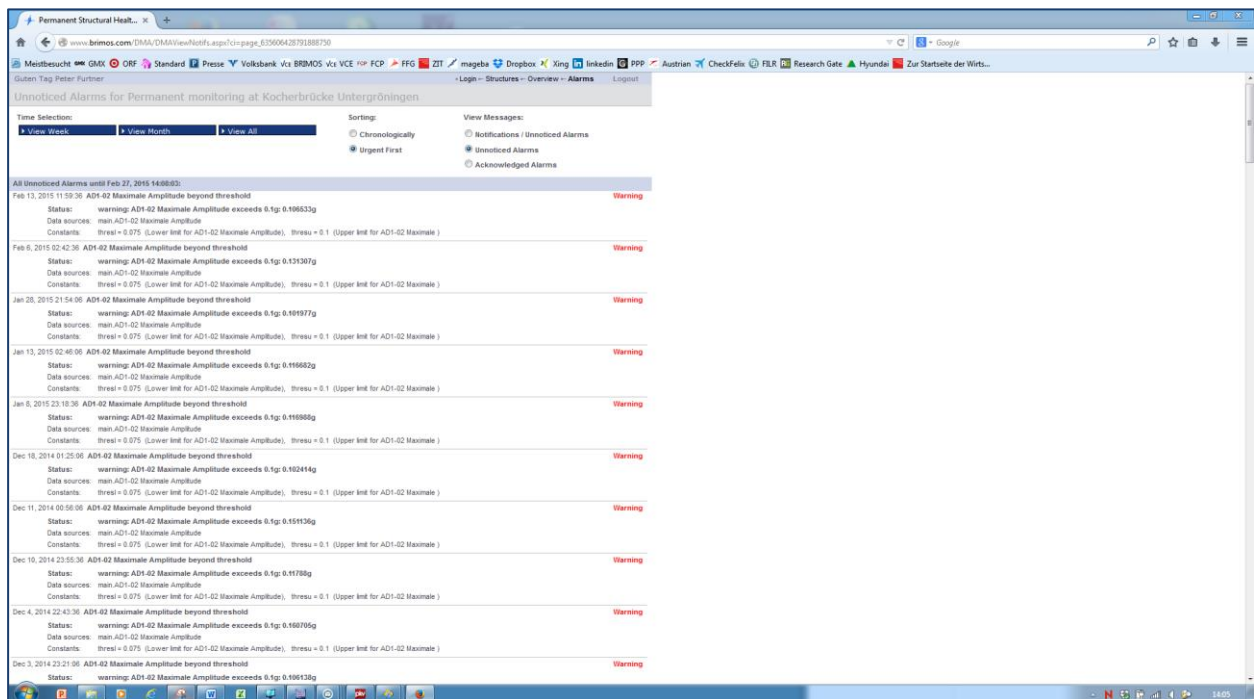 Permanent Structural Healt...
www.brimos.com/DMA/DMAViewNotifs.aspx?ci=page_635606428791888750
Google
Meistbesucht GMX ORF Standard Presse Volksbank BRIMOS VCE FCP FFG ZIT mageba Dropbox Xing linkedin PPP Austrian CheckFelix FILR Research Gate Hyundai Zur Startseite der Wirts...
Guten Tag Peter Furtner Login Structures Overview Alarms Logout
Unnoticed Alarms for Permanent monitoring at Kocherbrücke Untergröningen
Time Selection: Sorting: View Messages:
View Week View Month View All Chronologically Notifications / Unnoticed Alarms
Urgent First Unnoticed Alarms
Acknowledged Alarms
All Unnoticed Alarms until Feb 27, 2015 14:08:03:
Feb 13, 2015 11:59:36 AD1-02 Maximale Amplitude beyond threshold Warning
Status: warning: AD1-02 Maximale Amplitude exceeds 0.1g: 0.106533g
Data sources: main.AD1-02 Maximale Amplitude
Constants: thresl = 0.075 (Lower limit for AD1-02 Maximale Amplitude), thresu = 0.1 (Upper limit for AD1-02 Maximale )
Feb 6, 2015 02:42:36 AD1-02 Maximale Amplitude beyond threshold Warning
Status: warning: AD1-02 Maximale Amplitude exceeds 0.1g: 0.131307g
Data sources: main.AD1-02 Maximale Amplitude
Constants: thresl = 0.075 (Lower limit for AD1-02 Maximale Amplitude), thresu = 0.1 (Upper limit for AD1-02 Maximale )
Jan 28, 2015 21:54:06 AD1-02 Maximale Amplitude beyond threshold Warning
Status: warning: AD1-02 Maximale Amplitude exceeds 0.1g: 0.101977g
Data sources: main.AD1-02 Maximale Amplitude
Constants: thresl = 0.075 (Lower limit for AD1-02 Maximale Amplitude), thresu = 0.1 (Upper limit for AD1-02 Maximale )
Jan 13, 2015 02:46:06 AD1-02 Maximale Amplitude beyond threshold Warning
Status: warning: AD1-02 Maximale Amplitude exceeds 0.1g: 0.116682g
Data sources: main.AD1-02 Maximale Amplitude
Constants: thresl = 0.075 (Lower limit for AD1-02 Maximale Amplitude), thresu = 0.1 (Upper limit for AD1-02 Maximale )
Jan 8, 2015 23:18:36 AD1-02 Maximale Amplitude beyond threshold Warning
Status: warning: AD1-02 Maximale Amplitude exceeds 0.1g: 0.116988g
Data sources: main.AD1-02 Maximale Amplitude
Constants: thresl = 0.075 (Lower limit for AD1-02 Maximale Amplitude), thresu = 0.1 (Upper limit for AD1-02 Maximale )
Dec 18, 2014 01:25:06 AD1-02 Maximale Amplitude beyond threshold Warning
Status: warning: AD1-02 Maximale Amplitude exceeds 0.1g: 0.102414g
Data sources: main.AD1-02 Maximale Amplitude
Constants: thresl = 0.075 (Lower limit for AD1-02 Maximale Amplitude), thresu = 0.1 (Upper limit for AD1-02 Maximale )
Dec 11, 2014 00:56:06 AD1-02 Maximale Amplitude beyond threshold Warning
Status: warning: AD1-02 Maximale Amplitude exceeds 0.1g: 0.151136g
Data sources: main.AD1-02 Maximale Amplitude
Constants: thresl = 0.075 (Lower limit for AD1-02 Maximale Amplitude), thresu = 0.1 (Upper limit for AD1-02 Maximale )
Dec 10, 2014 23:55:36 AD1-02 Maximale Amplitude beyond threshold Warning
Status: warning: AD1-02 Maximale Amplitude exceeds 0.1g: 0.11788g
Data sources: main.AD1-02 Maximale Amplitude
Constants: thresl = 0.075 (Lower limit for AD1-02 Maximale Amplitude), thresu = 0.1 (Upper limit for AD1-02 Maximale )
Dec 4, 2014 22:43:36 AD1-02 Maximale Amplitude beyond threshold Warning
Status: warning: AD1-02 Maximale Amplitude exceeds 0.1g: 0.160705g
Data sources: main.AD1-02 Maximale Amplitude
Constants: thresl = 0.075 (Lower limit for AD1-02 Maximale Amplitude), thresu = 0.1 (Upper limit for AD1-02 Maximale )
Dec 3, 2014 23:21:06 AD1-02 Maximale Amplitude beyond threshold Warning
Status: warning: AD1-02 Maximale Amplitude exceeds 0.1g: 0.106138g
14:05